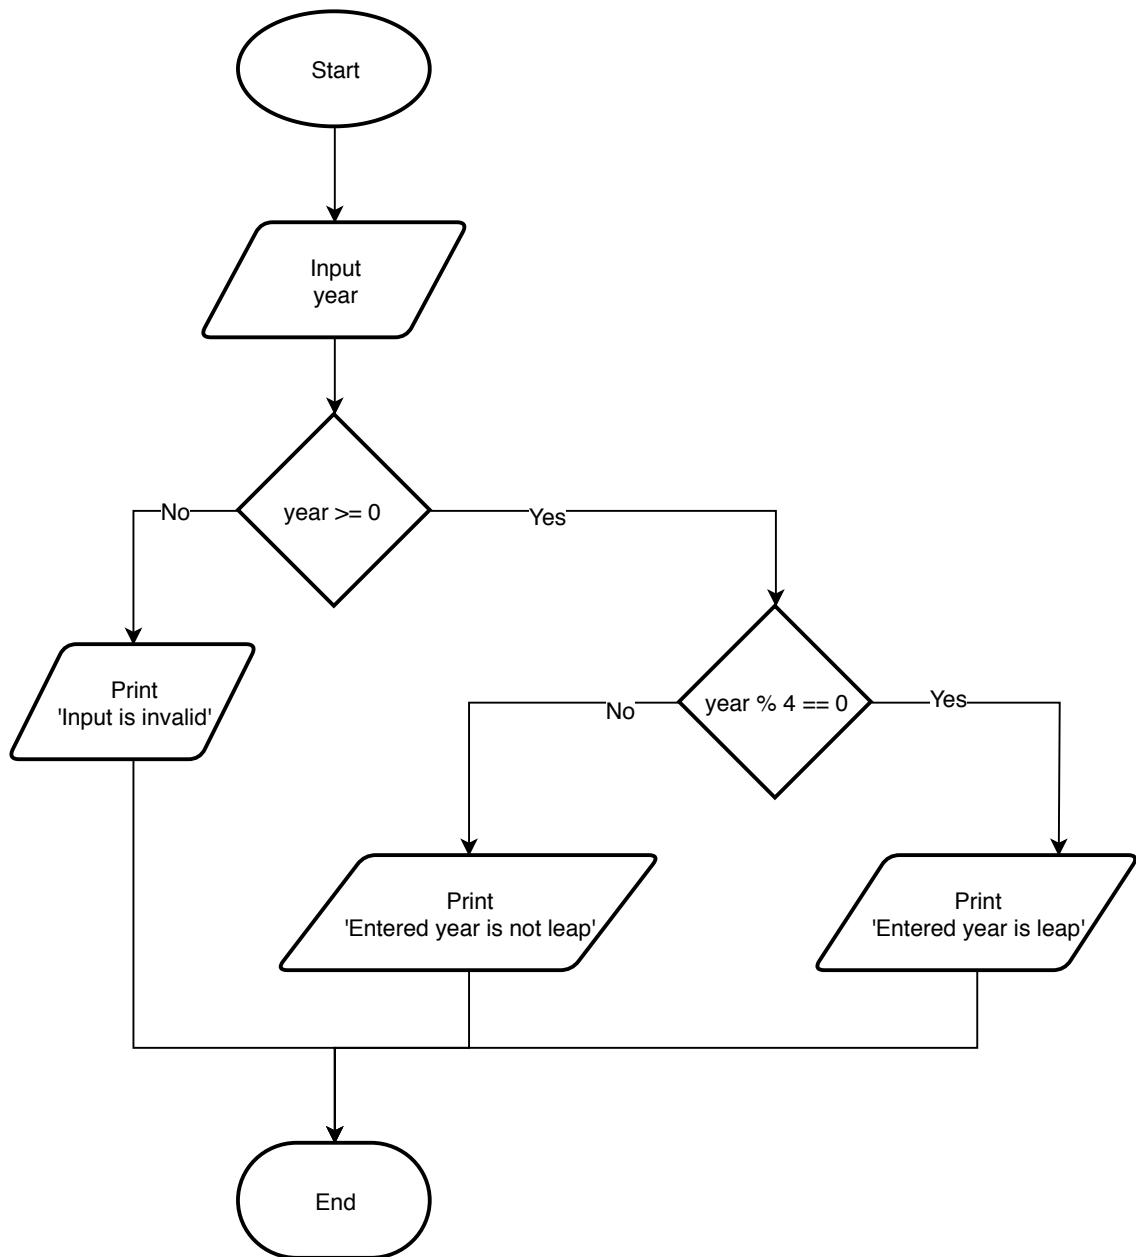 Start
Input
year
year >= 0
No
Yes
Print
'Input is invalid'
year % 4 == 0
No
Yes
Print
'Entered year is not leap'
Print
'Entered year is leap'
End